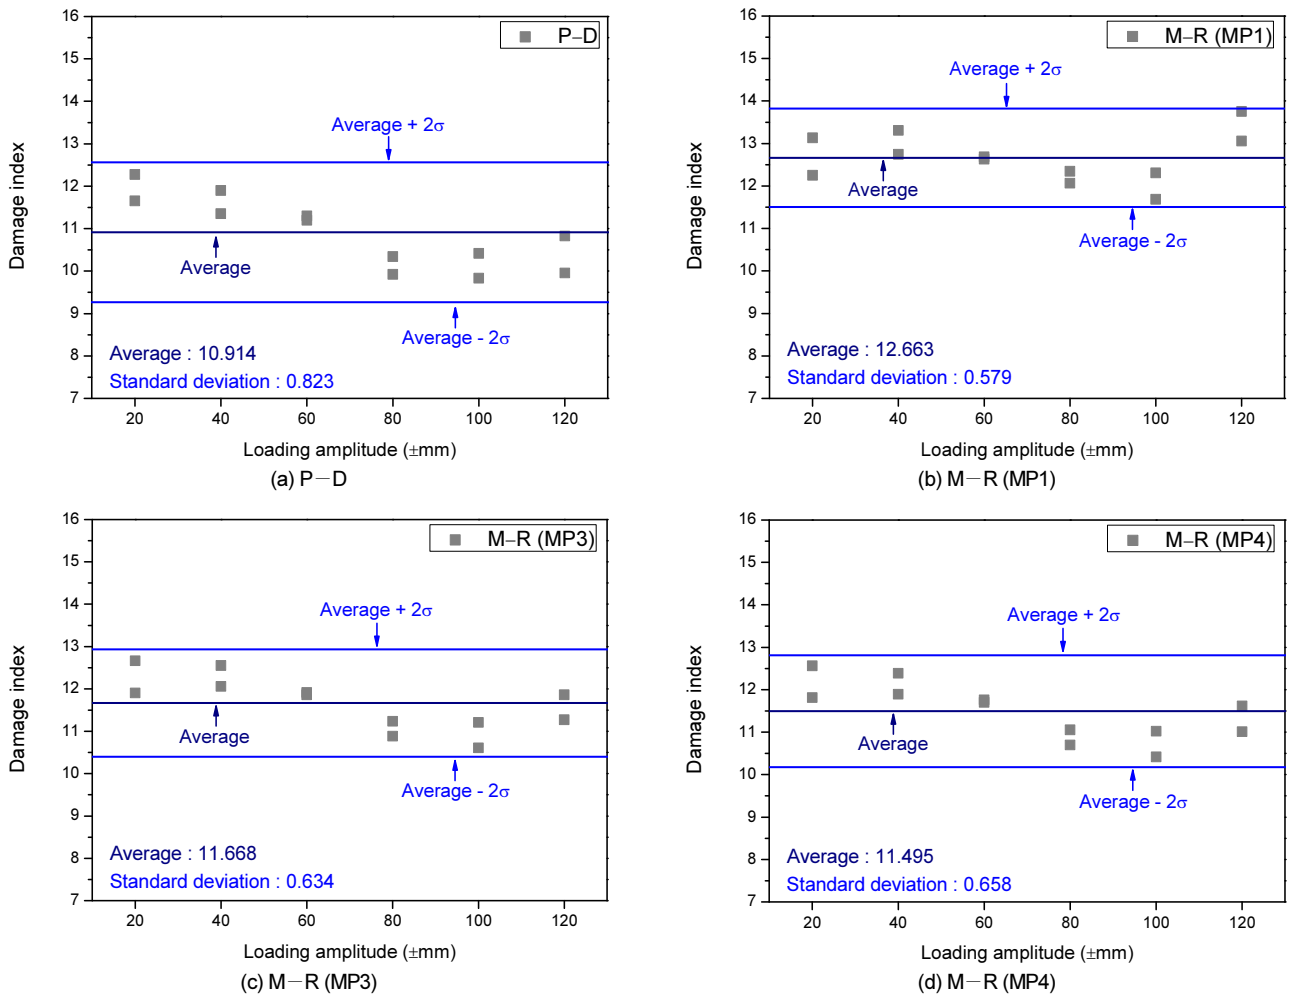 16
15
14
13
12
11
10
9
8
7
Damage index
P–D
Average + 2σ
Average
Average - 2σ
Average : 10.914
Standard deviation : 0.823
20 40 60 80 100 120
Loading amplitude (±mm)
(a) P－D
16
15
14
13
12
11
10
9
8
7
Damage index
M–R (MP1)
Average + 2σ
Average
Average - 2σ
Average : 12.663
Standard deviation : 0.579
20 40 60 80 100 120
Loading amplitude (±mm)
(b) M－R (MP1)
16
15
14
13
12
11
10
9
8
7
Damage index
M–R (MP3)
Average + 2σ
Average
Average - 2σ
Average : 11.668
Standard deviation : 0.634
20 40 60 80 100 120
Loading amplitude (±mm)
(c) M－R (MP3)
16
15
14
13
12
11
10
9
8
7
Damage index
M–R (MP4)
Average + 2σ
Average
Average - 2σ
Average : 11.495
Standard deviation : 0.658
20 40 60 80 100 120
Loading amplitude (±mm)
(d) M－R (MP4)